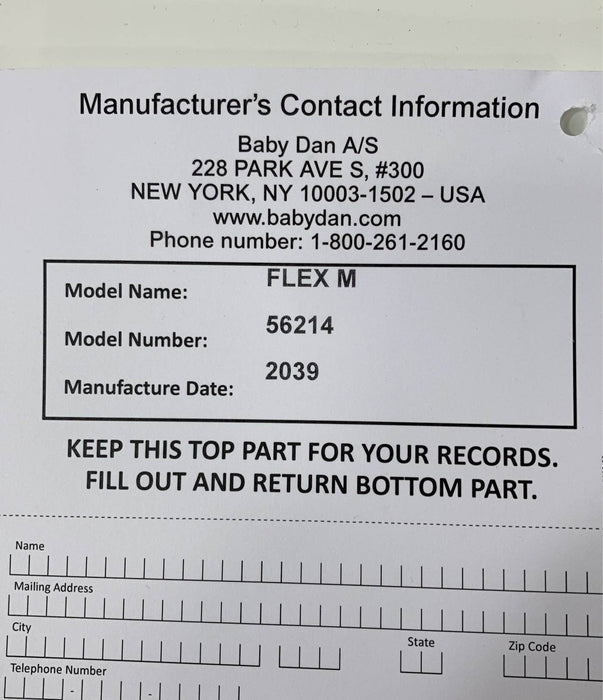 Manufacturer's Contact Information
Baby Dan A/S
228 PARK AVE S, #300
NEW YORK, NY 10003-1502 – USA
www.babydan.com
Phone number: 1-800-261-2160
Model Name: FLEX M
Model Number: 56214
Manufacture Date: 2039
KEEP THIS TOP PART FOR YOUR RECORDS.
FILL OUT AND RETURN BOTTOM PART.
Name
Mailing Address
City State Zip Code
Telephone Number